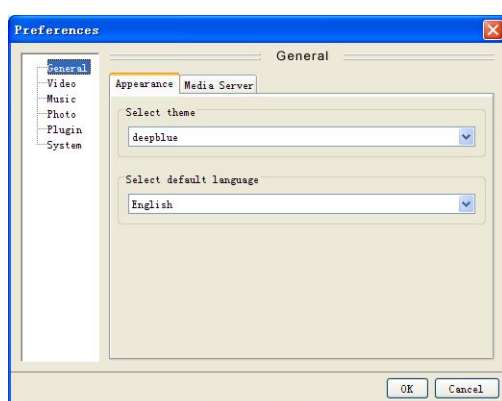 Preferences
General
Video
Music
Photo
Plugin
System
General
Appearance Media Server
Select theme
deepblue
Select default language
English
OK Cancel